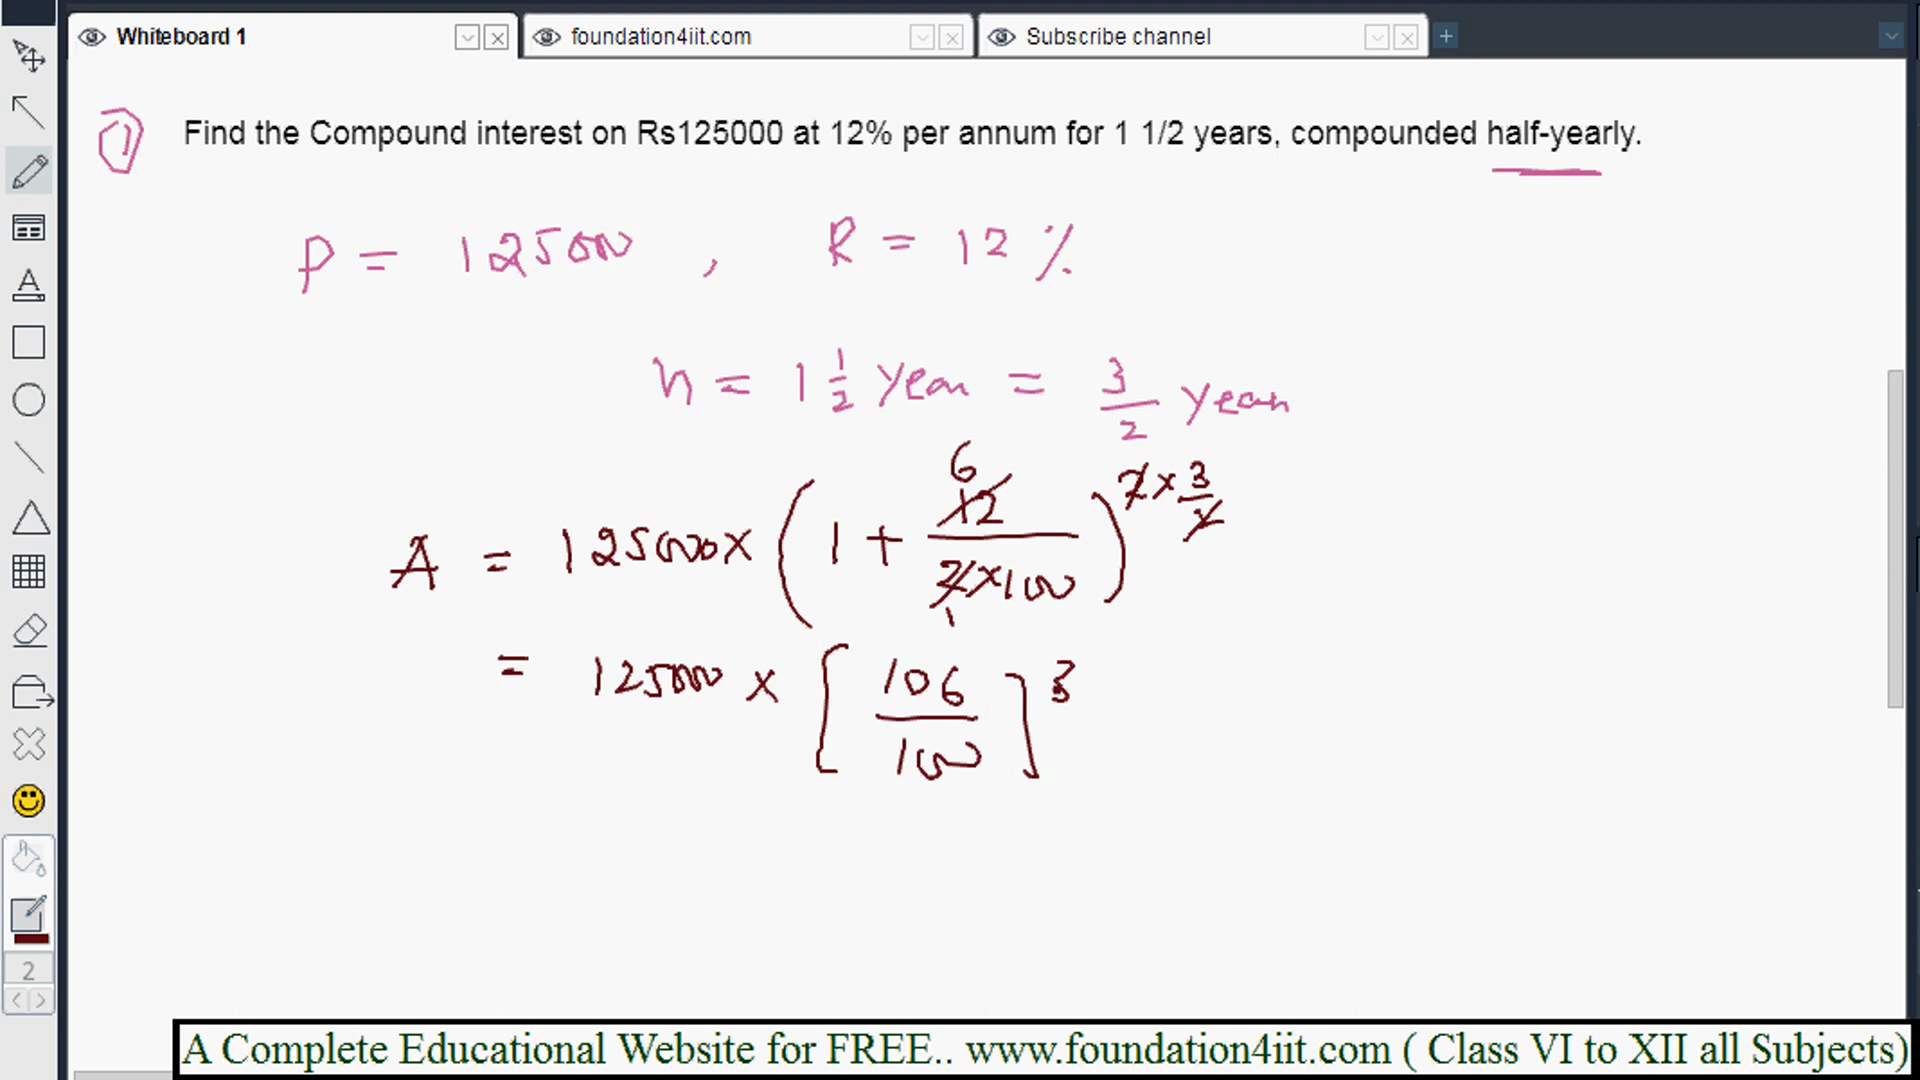 Whiteboard 1
foundation4iit.com
Subscribe channel
① Find the Compound interest on Rs125000 at 12% per annum for 1 1/2 years, compounded half-yearly.
P = 125000 , R = 12 %
n = 1 1/2 year = 3/2 year
6
A = 125000 × ( 1 + 12 / 2×100 ) 2 × 3/2
1
= 125000 × [ 106 / 100 ] 3
2
A Complete Educational Website for FREE.. www.foundation4iit.com ( Class VI to XII all Subjects)